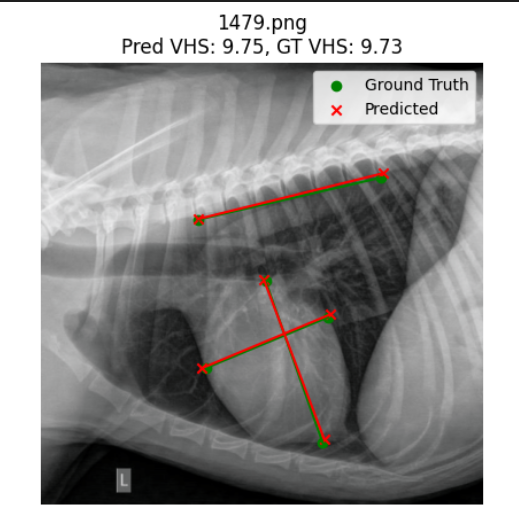 1479.png
Pred VHS: 9.75, GT VHS: 9.73
Ground Truth
Predicted
L